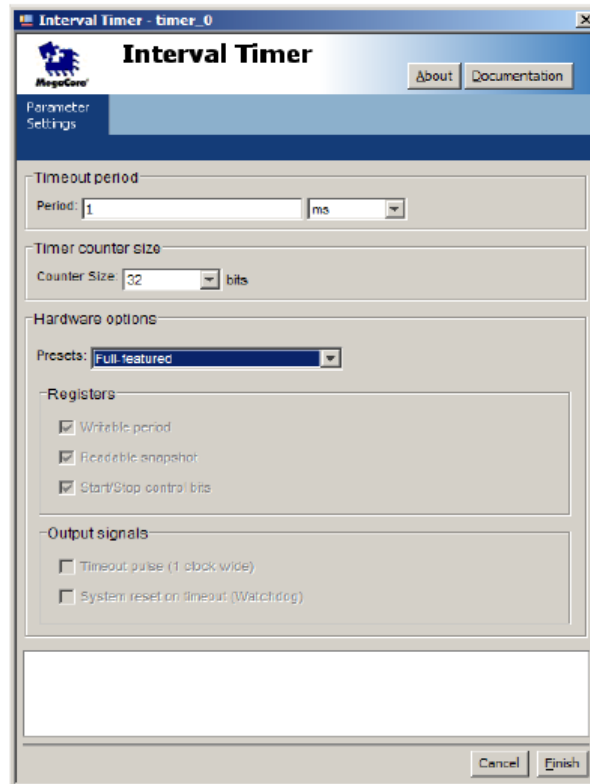 Interval Timer - timer_0
Interval Timer
MegaCore®
About Documentation
Parameter
Settings
Timeout period
Period: 1 ms
Timer counter size
Counter Size: 32 bits
Hardware options
Presets: Full-featured
Registers
Writable period
Readable snapshot
Start/Stop control bits
Output signals
Timeout pulse (1 clock wide)
System reset on timeout (Watchdog)
Cancel Finish